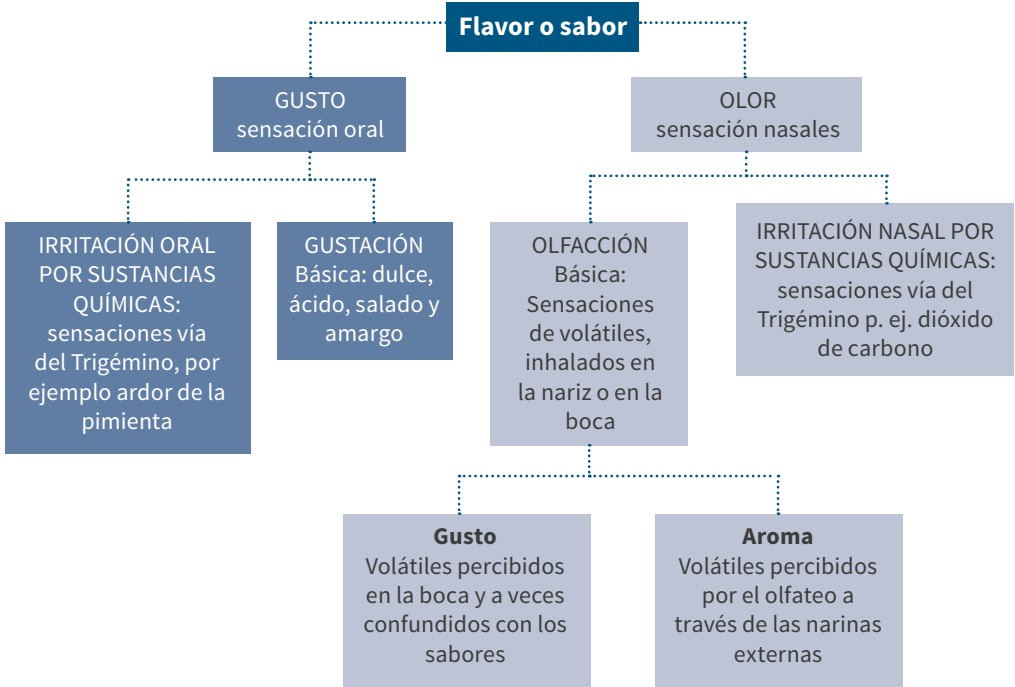 Flavor o sabor
GUSTO
sensación oral
OLOR
sensación nasales
IRRITACIÓN ORAL
POR SUSTANCIAS
QUÍMICAS:
sensaciones vía
del Trigémino, por
ejemplo ardor de la
pimienta
GUSTACIÓN
Básica: dulce,
ácido, salado y
amargo
OLFACCIÓN
Básica:
Sensaciones
de volátiles,
inhalados en
la nariz o en la
boca
IRRITACIÓN NASAL POR
SUSTANCIAS QUÍMICAS:
sensaciones vía del
Trigémino p. ej. dióxido
de carbono
Gusto
Volátiles percibidos
en la boca y a veces
confundidos con los
sabores
Aroma
Volátiles percibidos
por el olfateo a
través de las narinas
externas